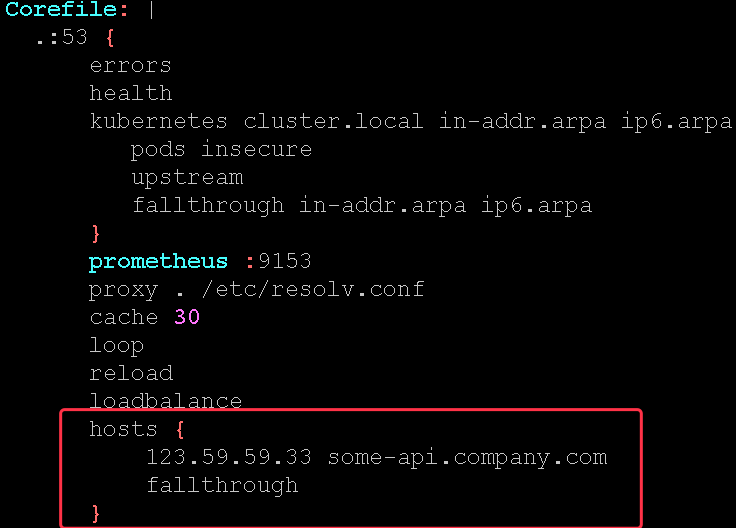 Corefile: |
.:53 {
errors
health
kubernetes cluster.local in-addr.arpa ip6.arpa
pods insecure
upstream
fallthrough in-addr.arpa ip6.arpa
}
prometheus :9153
proxy . /etc/resolv.conf
cache 30
loop
reload
loadbalance
hosts {
123.59.59.33 some-api.company.com
fallthrough
}